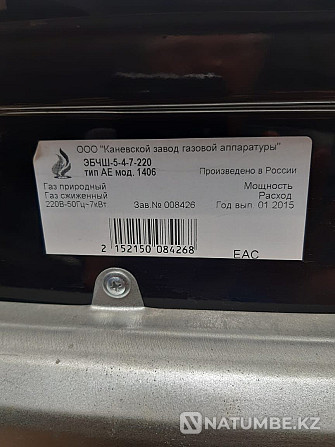 ООО "Каневской завод газовой аппаратуры"
ЭБЧШ-5-4-7-220
тип АЕ мод. 1406
Произведено в России
Газ природный
Мощность
Газ сжиженный
Расход
220В-50Гц-7кВт
Зав.№ 008426
Год вып. 01.2015
2 152150 084268
ЕАС
NATUMBE.KZ